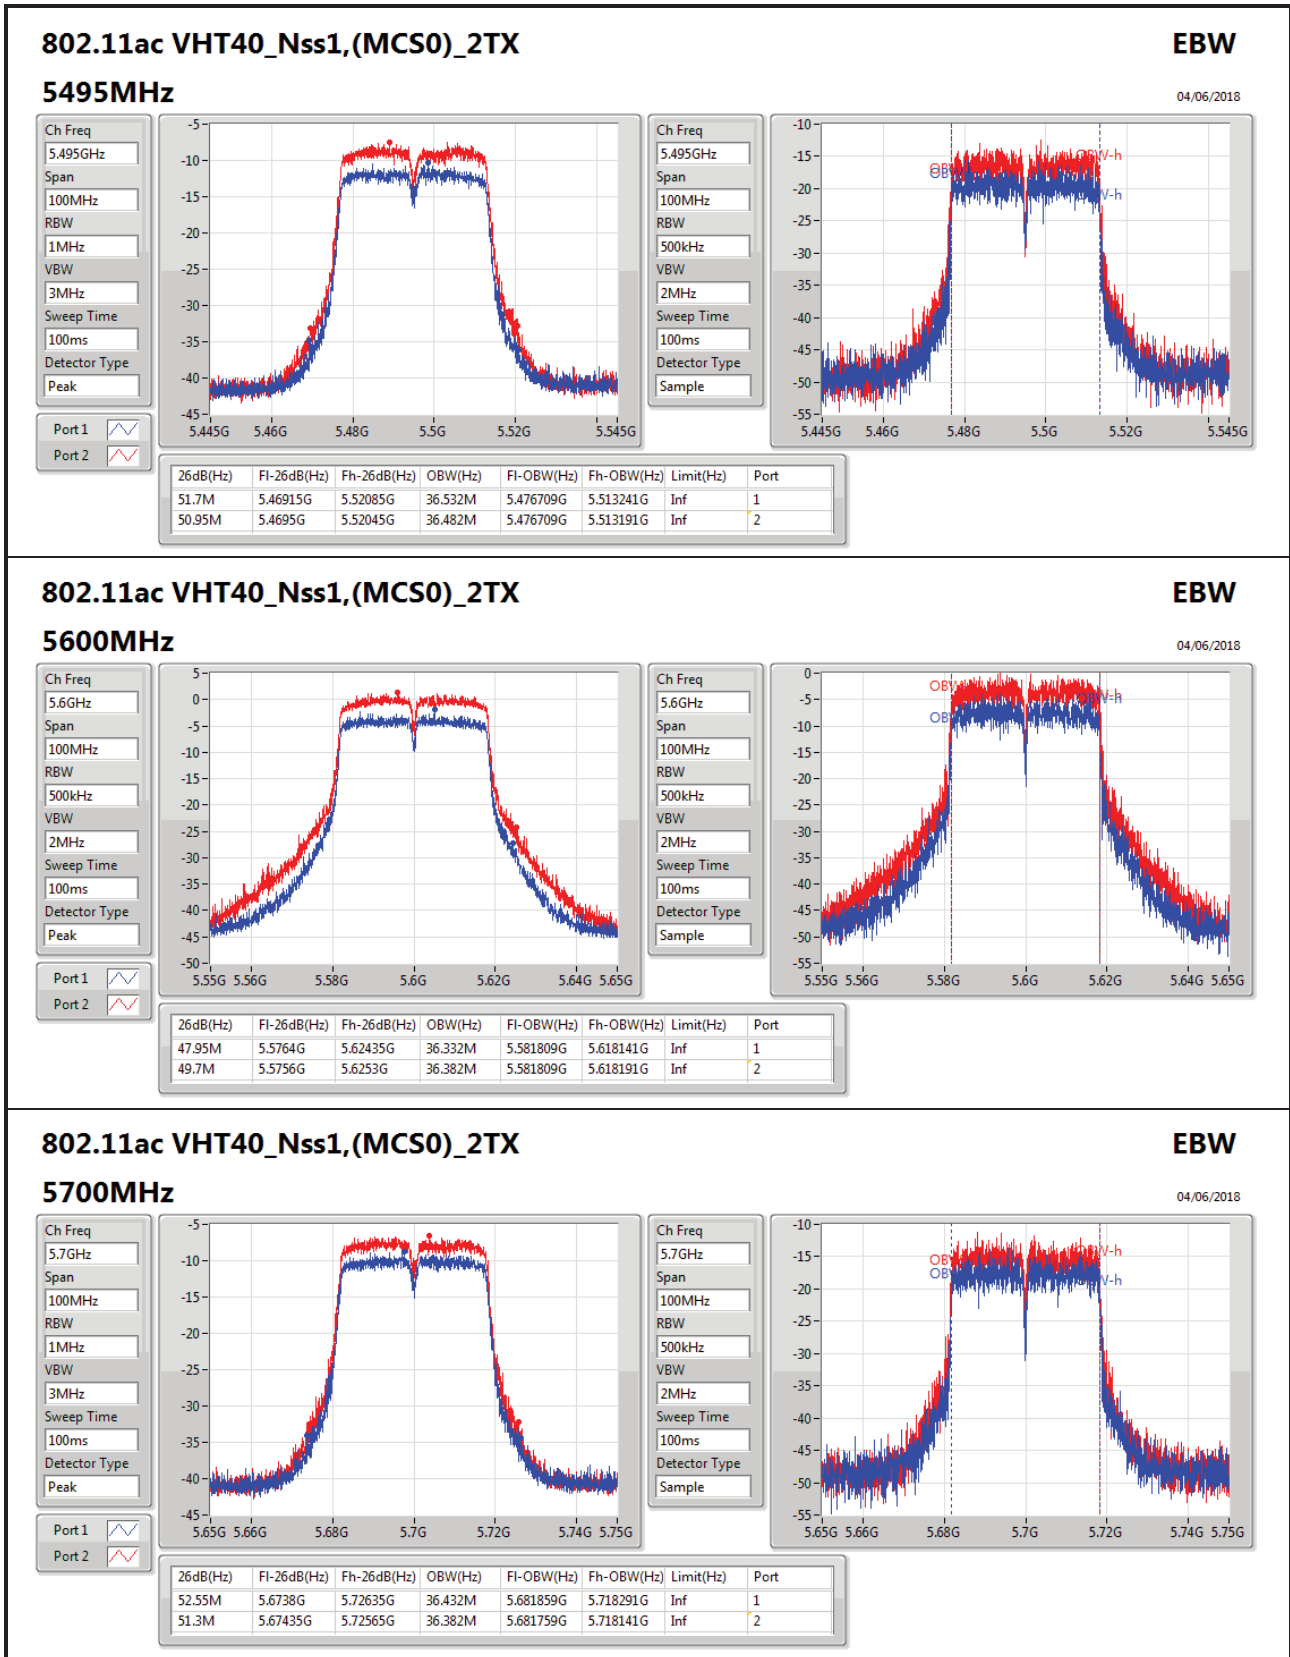 802.11ac VHT40_Nss1,(MCS0)_2TX EBW
5495MHz 04/06/2018
Ch Freq
5.495GHz
Span
100MHz
RBW
1MHz
VBW
3MHz
Sweep Time
100ms
Detector Type
Peak
Port 1
Port 2
-5
-10
-15
-20
-25
-30
-35
-40
-45
5.445G 5.46G 5.48G 5.5G 5.52G 5.545G
Ch Freq
5.495GHz
Span
100MHz
RBW
500kHz
VBW
2MHz
Sweep Time
100ms
Detector Type
Sample
-10
-15
-20
-25
-30
-35
-40
-45
-50
-55
5.445G 5.46G 5.48G 5.5G 5.52G 5.545G
26dB(Hz) Fl-26dB(Hz) Fh-26dB(Hz) OBW(Hz) Fl-OBW(Hz) Fh-OBW(Hz) Limit(Hz) Port
51.7M 5.46915G 5.52085G 36.532M 5.476709G 5.513241G Inf 1
50.95M 5.4695G 5.52045G 36.482M 5.476709G 5.513191G Inf 2
802.11ac VHT40_Nss1,(MCS0)_2TX EBW
5600MHz 04/06/2018
Ch Freq
5.6GHz
Span
100MHz
RBW
500kHz
VBW
2MHz
Sweep Time
100ms
Detector Type
Peak
Port 1
Port 2
5
0
-5
-10
-15
-20
-25
-30
-35
-40
-45
-50
5.55G 5.56G 5.58G 5.6G 5.62G 5.64G 5.65G
Ch Freq
5.6GHz
Span
100MHz
RBW
500kHz
VBW
2MHz
Sweep Time
100ms
Detector Type
Sample
0
-5
-10
-15
-20
-25
-30
-35
-40
-45
-50
-55
5.55G 5.56G 5.58G 5.6G 5.62G 5.64G 5.65G
26dB(Hz) Fl-26dB(Hz) Fh-26dB(Hz) OBW(Hz) Fl-OBW(Hz) Fh-OBW(Hz) Limit(Hz) Port
47.95M 5.5764G 5.62435G 36.332M 5.581809G 5.618141G Inf 1
49.7M 5.5756G 5.6253G 36.382M 5.581809G 5.618191G Inf 2
802.11ac VHT40_Nss1,(MCS0)_2TX EBW
5700MHz 04/06/2018
Ch Freq
5.7GHz
Span
100MHz
RBW
1MHz
VBW
3MHz
Sweep Time
100ms
Detector Type
Peak
Port 1
Port 2
-5
-10
-15
-20
-25
-30
-35
-40
-45
5.65G 5.66G 5.68G 5.7G 5.72G 5.74G 5.75G
Ch Freq
5.7GHz
Span
100MHz
RBW
500kHz
VBW
2MHz
Sweep Time
100ms
Detector Type
Sample
-10
-15
-20
-25
-30
-35
-40
-45
-50
-55
5.65G 5.66G 5.68G 5.7G 5.72G 5.74G 5.75G
26dB(Hz) Fl-26dB(Hz) Fh-26dB(Hz) OBW(Hz) Fl-OBW(Hz) Fh-OBW(Hz) Limit(Hz) Port
52.55M 5.6738G 5.72635G 36.432M 5.681859G 5.718291G Inf 1
51.3M 5.67435G 5.72565G 36.382M 5.681759G 5.718141G Inf 2